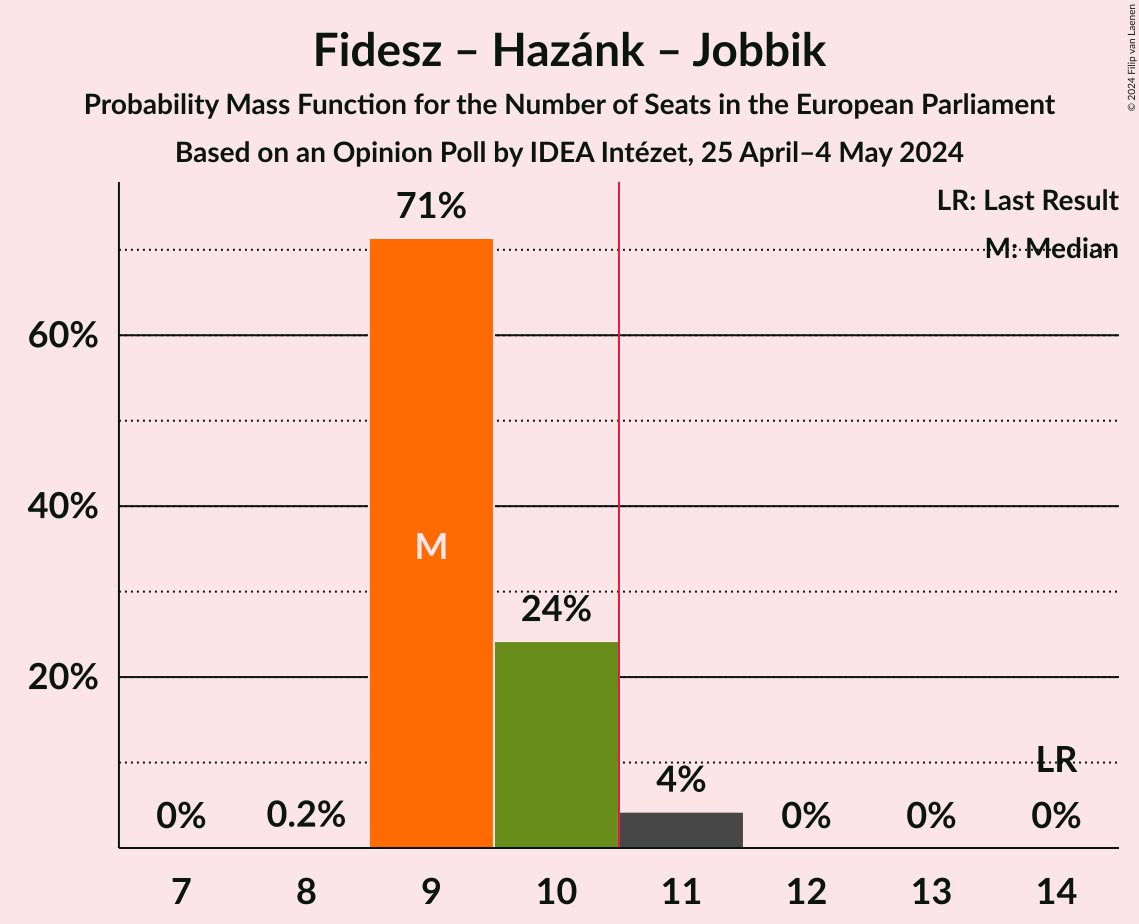 Fidesz – Hazánk – Jobbik
Probability Mass Function for the Number of Seats in the European Parliament
Based on an Opinion Poll by IDEA Intézet, 25 April–4 May 2024
© 2024 Filip van Laenen
LR: Last Result
M: Median
71%
60%
40%
M
24%
20%
LR
4%
0%
0.2%
0%
0%
0%
7
8
9
10
11
12
13
14